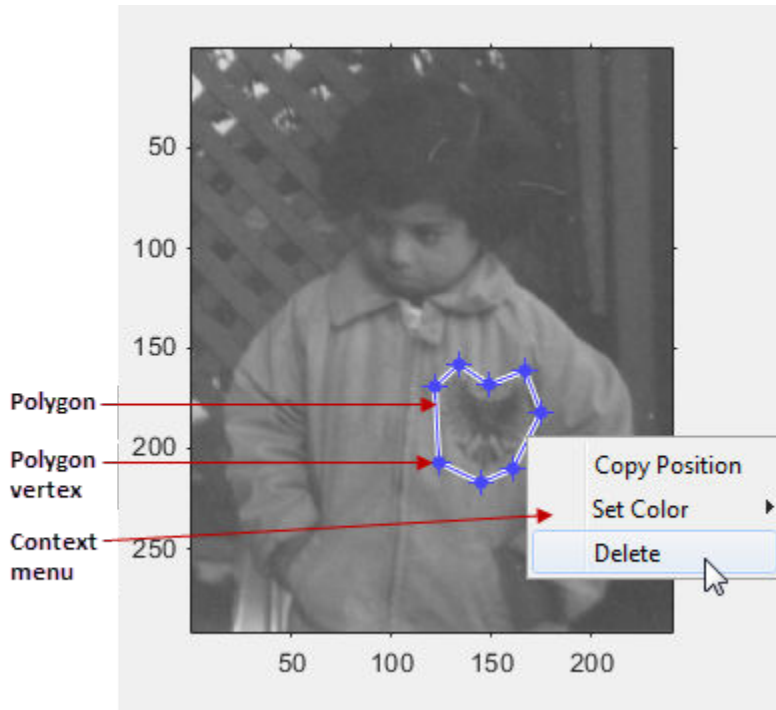 50
100
150
Polygon
200
Polygon
vertex
Copy Position
Set Color
Context
menu
250
Delete
50
100
150
200